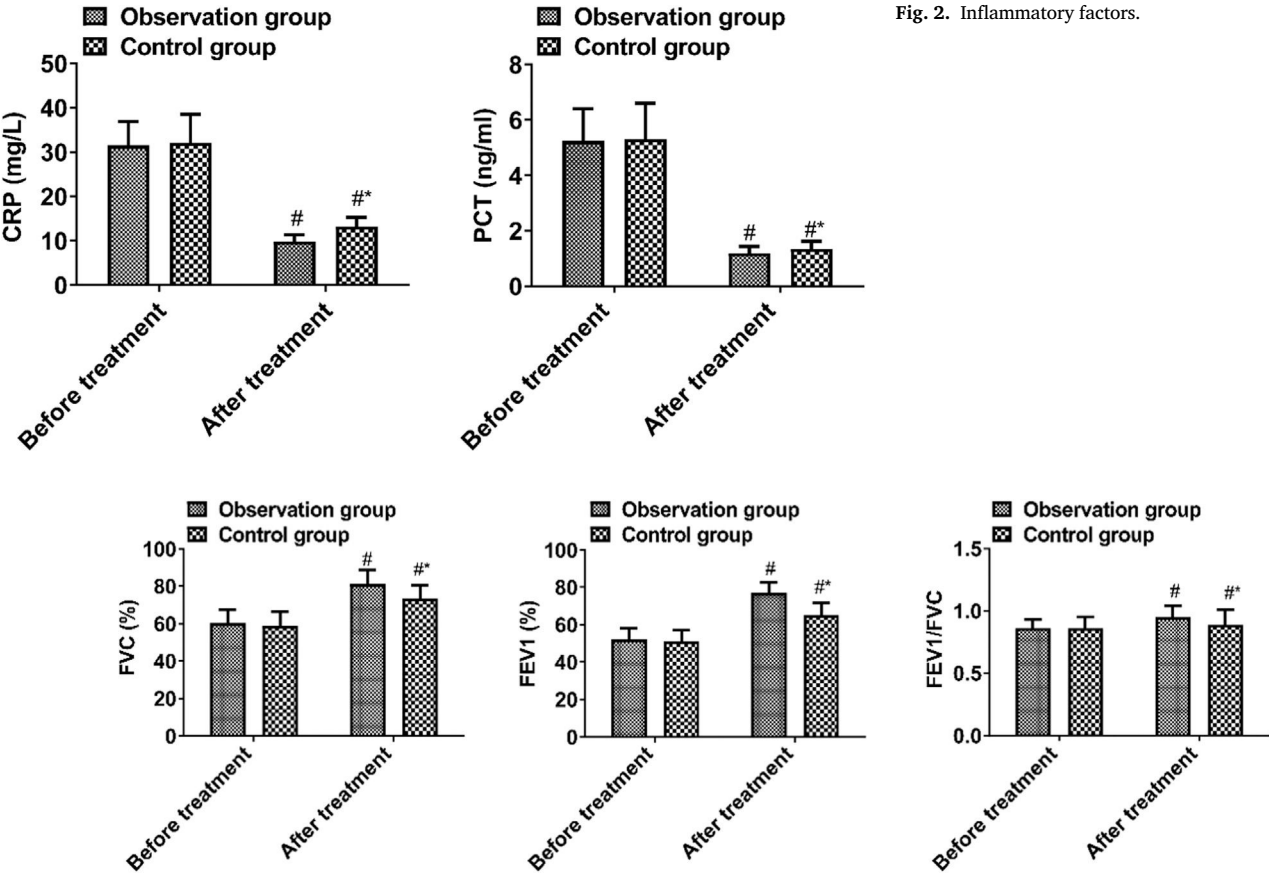 Observation group
Control group
CRP (mg/L)
50
40
30
20
10
0
#
#*
Before treatment
After treatment
Observation group
Control group
PCT (ng/ml)
8
6
4
2
0
#
#*
Before treatment
After treatment
Fig. 2. Inflammatory factors.
Observation group
Control group
FVC (%)
100
80
60
40
20
0
#
#*
Before treatment
After treatment
Observation group
Control group
FEV1 (%)
100
80
60
40
20
0
#
#*
Before treatment
After treatment
Observation group
Control group
FEV1/FVC
1.5
1.0
0.5
0.0
#
#*
Before treatment
After treatment